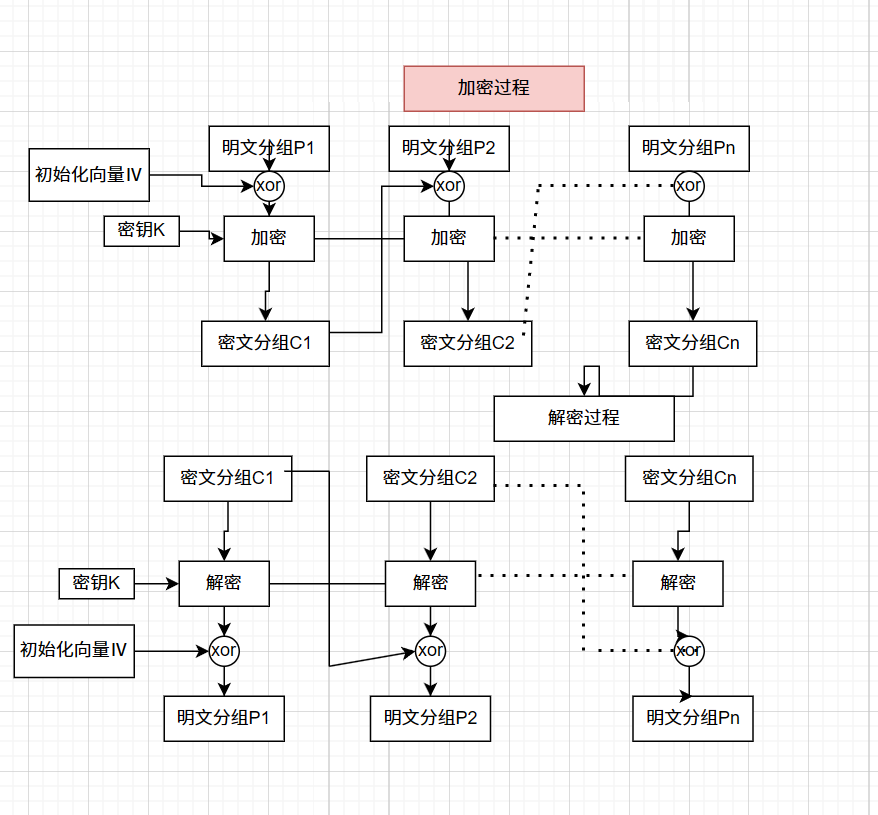 加密过程
明文分组P1
明文分组P2
明文分组Pn
初始化向量IV
xor
xor
xor
密钥K
加密
加密
加密
密文分组C1
密文分组C2
密文分组Cn
解密过程
密文分组C1
密文分组C2
密文分组Cn
密钥K
解密
解密
解密
初始化向量IV
xor
xor
xor
明文分组P1
明文分组P2
明文分组Pn